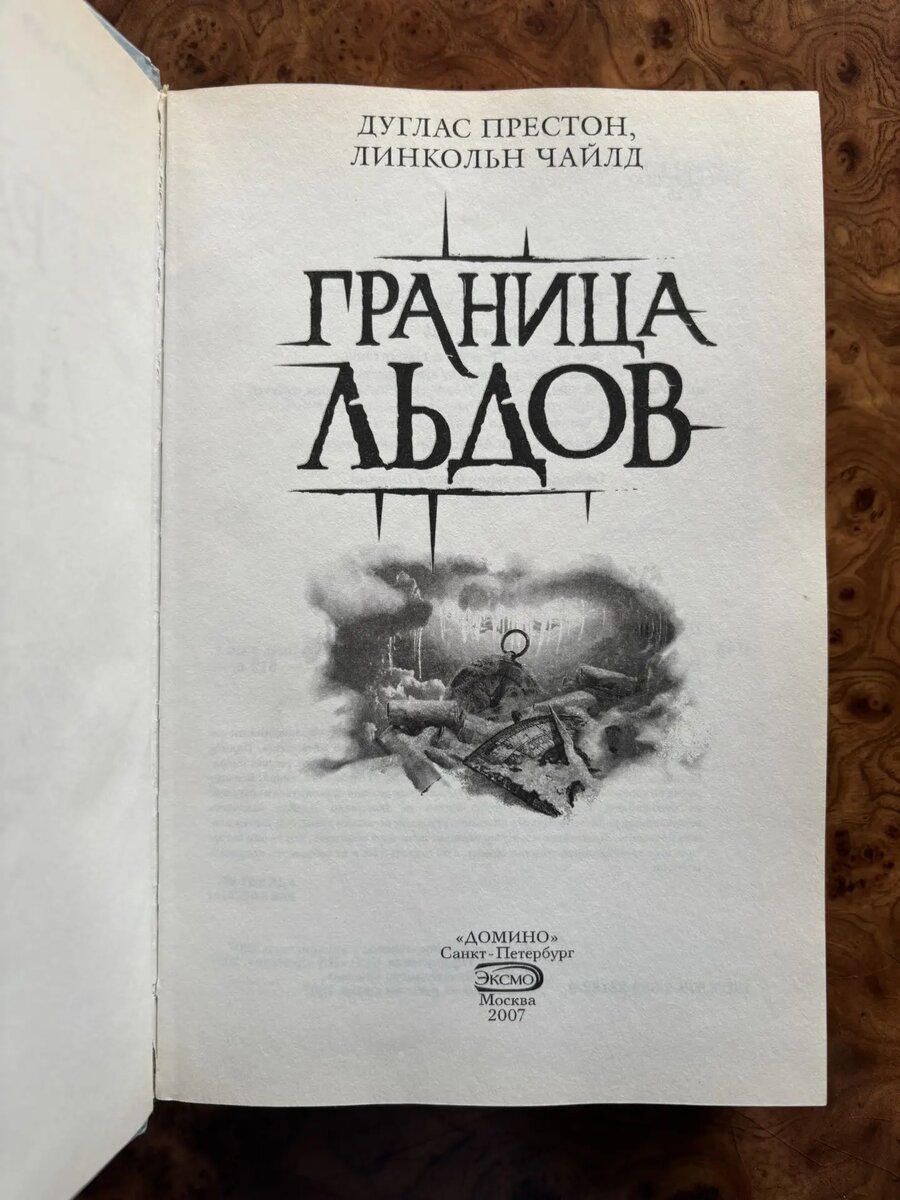 ДУГЛАС ПРЕСТОН,
ЛИНКОЛЬН ЧАЙЛД
ГРАНИЦА
ЛЬДОВ
«ДОМИНО»
Санкт-Петербург
ЭКСМО
Москва
2007